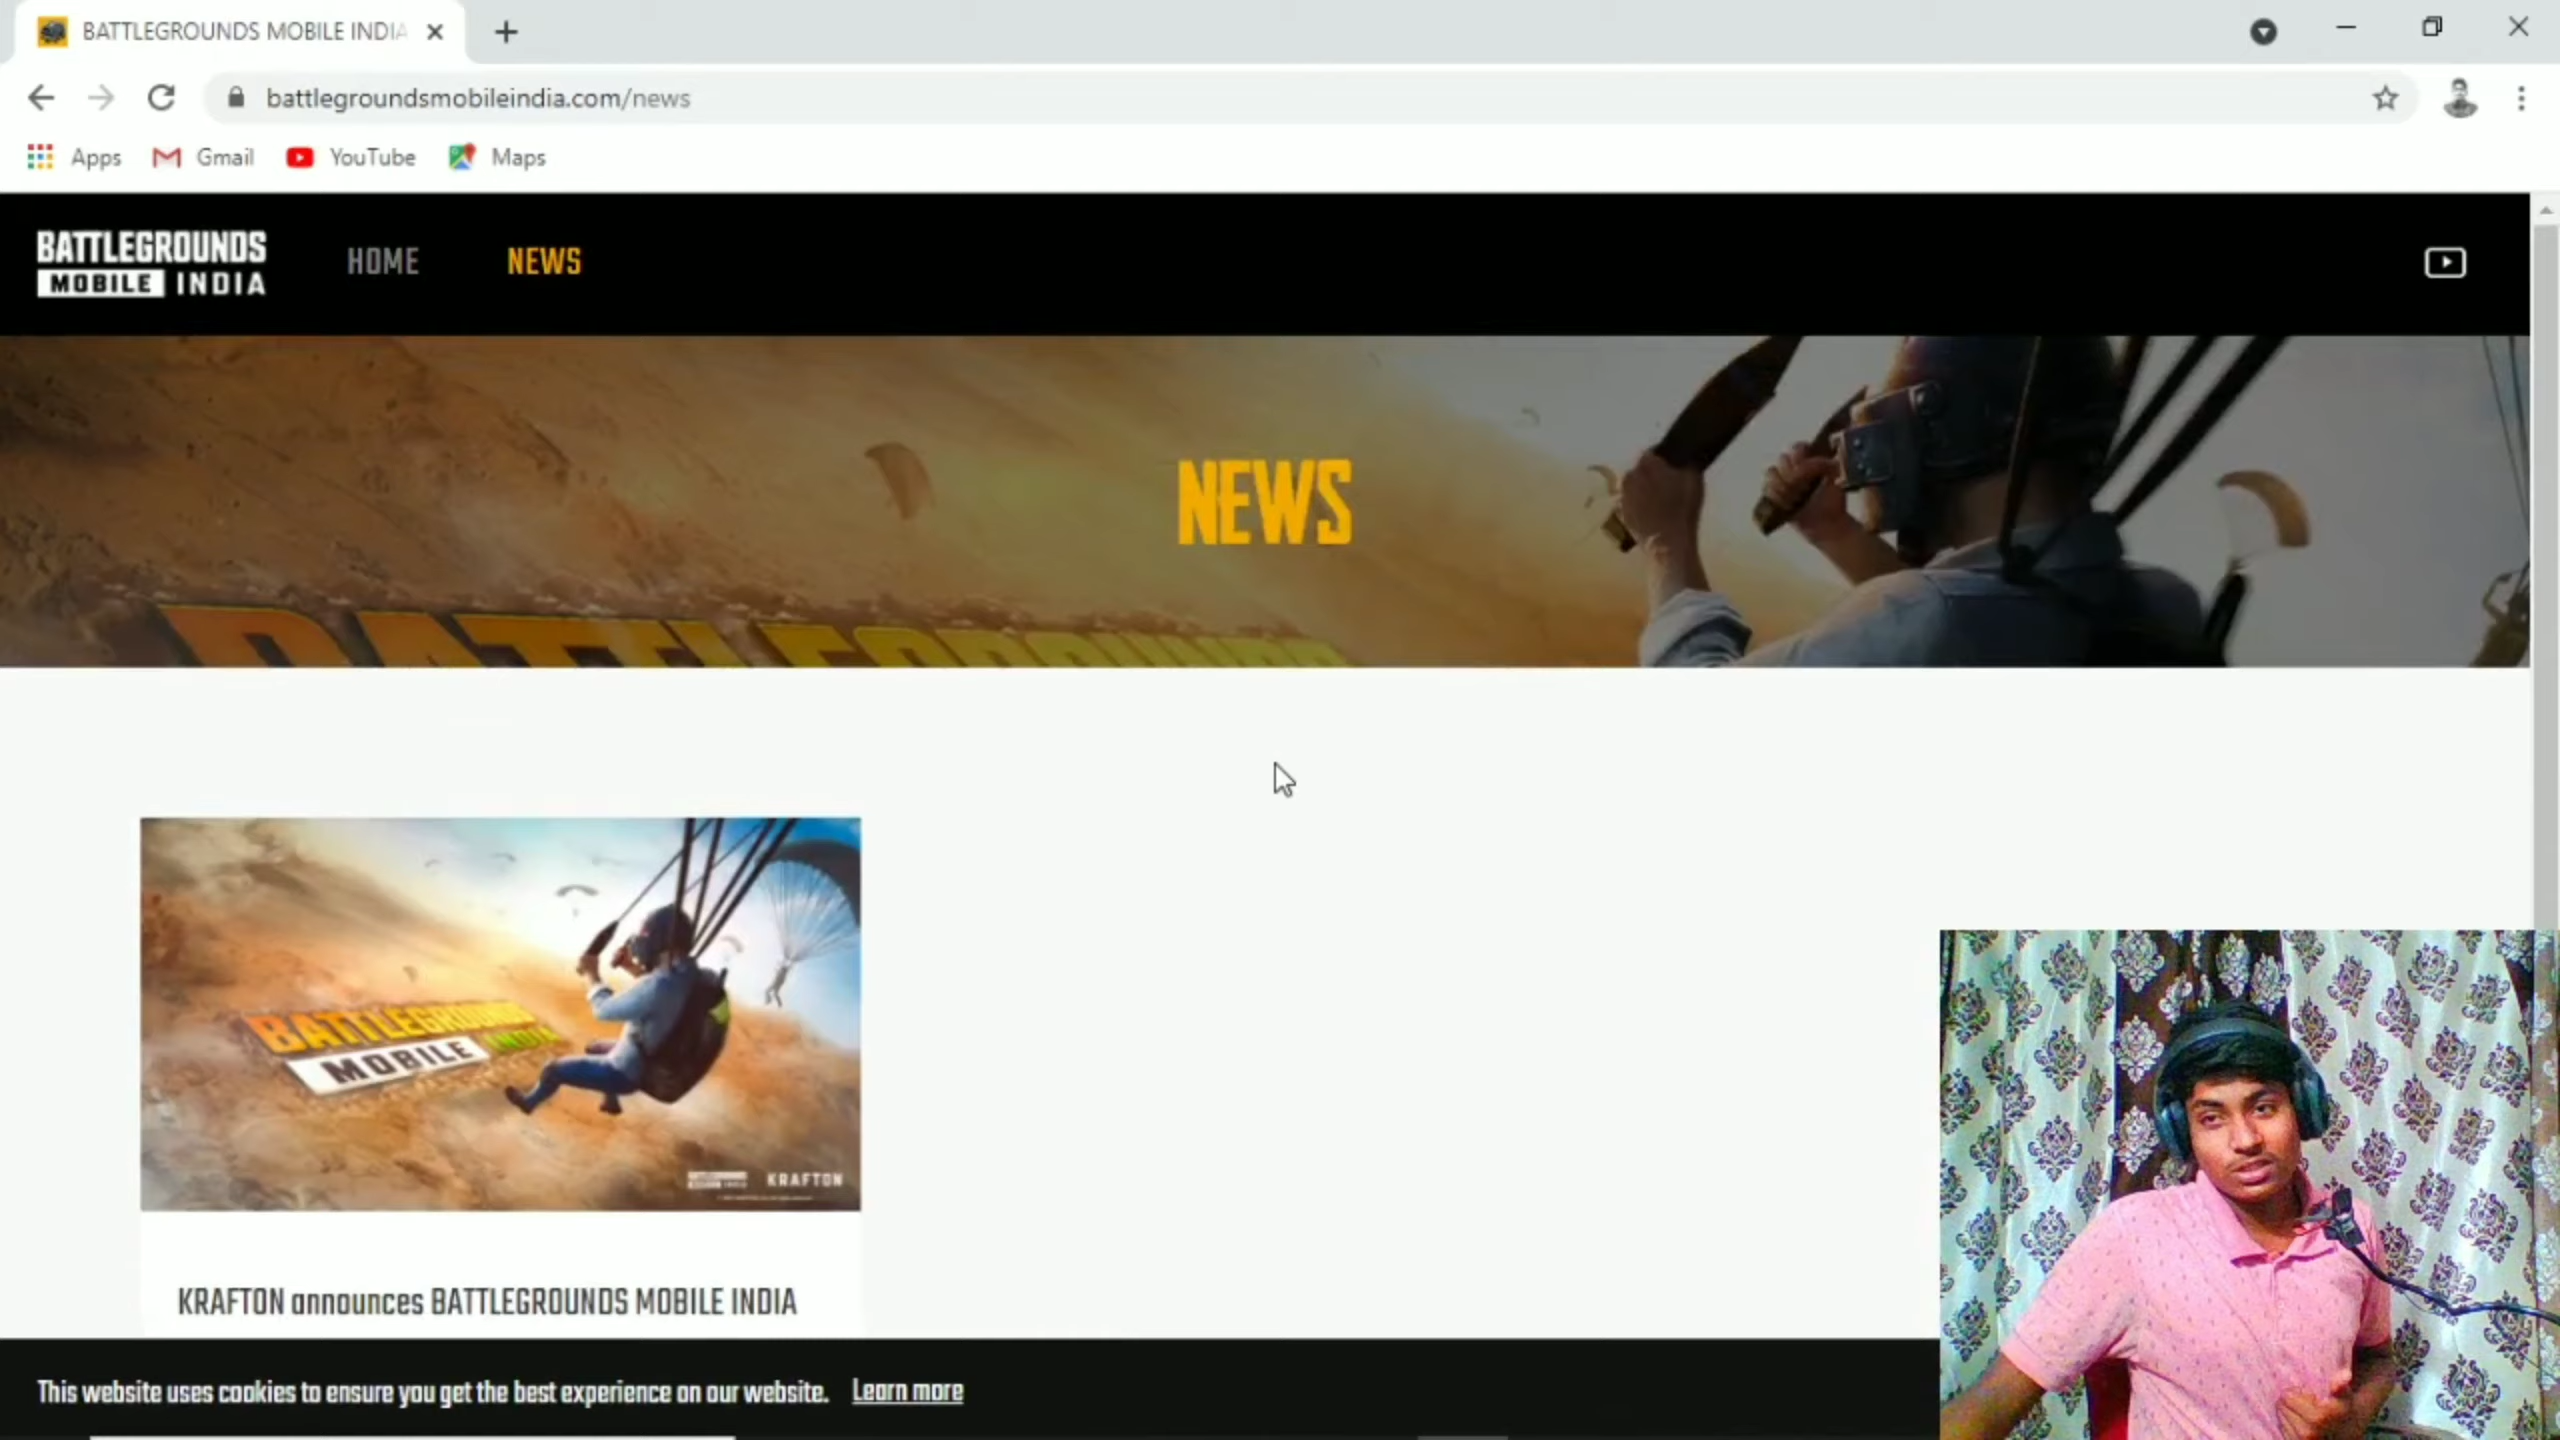 BATTLEGROUNDS MOBILE INDIA
battlegroundsmobileindia.com/news
Apps Gmail YouTube Maps
BATTLEGROUNDS
MOBILE INDIA
HOME NEWS
NEWS
BATTLEGROUNDS
BATTLEGROUNDS
MOBILE INDIA
KRAFTON
KRAFTON announces BATTLEGROUNDS MOBILE INDIA
This website uses cookies to ensure you get the best experience on our website. Learn more